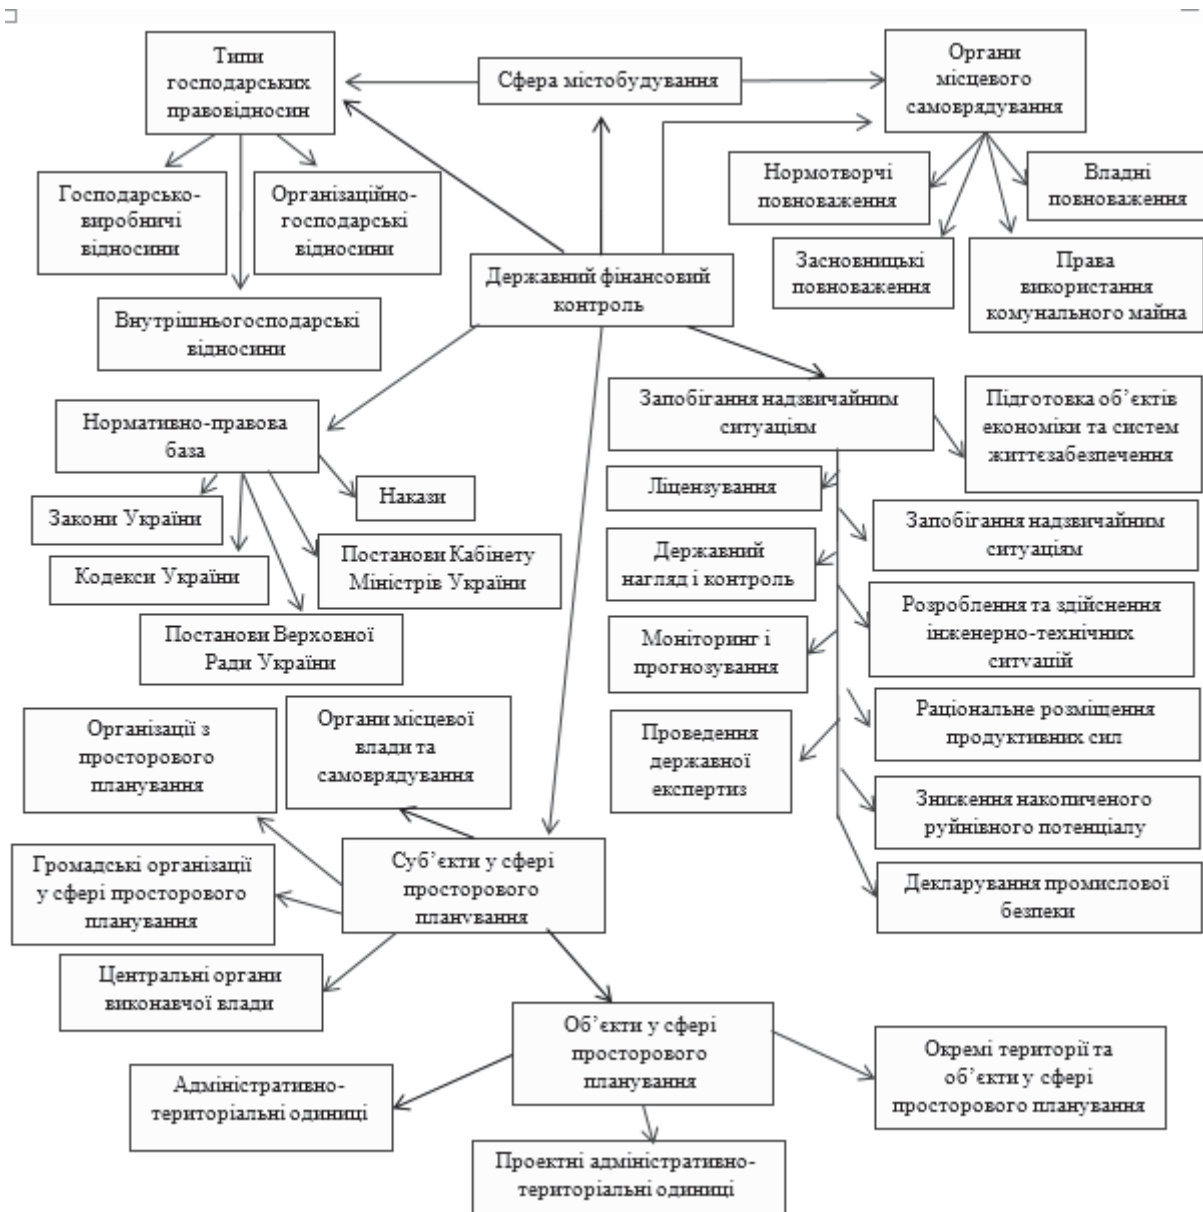 Типи
господарських
правовідносин
Сфера містобудування
Органи
місцевого
самоврядування
Господарсько-
виробничі
відносини
Організаційно-
господарські
відносини
Нормотворчі
повноваження
Владні
повноваження
Внутрішньогосподарські
відносини
Державний фінансовий
контроль
Засновницькі
повноваження
Права
використання
комунального майна
Нормативно-правова
база
Запобігання надзвичайним
ситуаціям
Підготовка об’єктів
економіки та систем
життєзабезпечення
Закони України
Накази
Ліцензування
Запобігання надзвичайним
ситуаціям
Кодекси України
Постанови Кабінету
Міністрів України
Державний
нагляд і контроль
Розроблення та здійснення
інженерно-технічних
ситуацій
Постанови Верховної
Ради України
Моніторинг і
прогнозування
Раціональне розміщення
продуктивних сил
Організації з
просторового
планування
Органи місцевої
влади та
самоврядування
Проведення
державної
експертиз
Зниження накопиченого
руйнівного потенціалу
Громадські організації
у сфері просторового
планування
Суб’єкти у сфері
просторового
планування
Декларування промислової
безпеки
Центральні органи
виконавчої влади
Об’єкти у сфері
просторового
планування
Окремі території та
об’єкти у сфері
просторового планування
Адміністративно-
територіальні одиниці
Проектні адміністративно-
територіальні одиниці